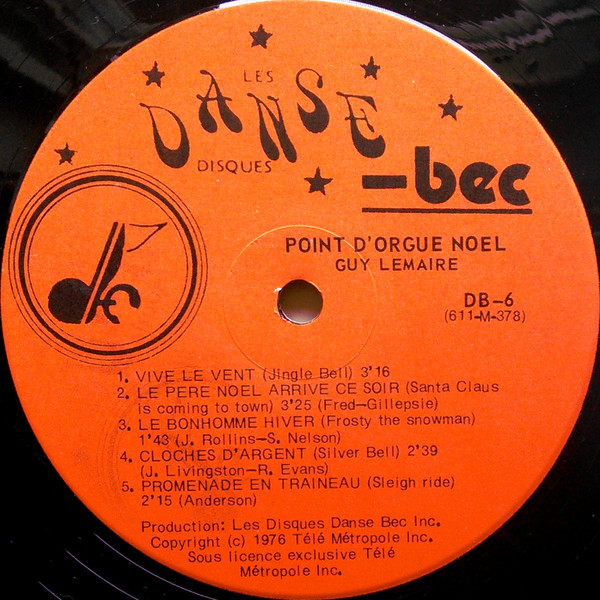 LES
DANSE
DISQUES
-bec
POINT D'ORGUE NOEL
GUY LEMAIRE
DB-6
(611-M-378)
1. VIVE LE VENT (Jingle Bell) 3'16
2. LE PERE NOEL ARRIVE CE SOIR (Santa Claus
is coming to town) 3'25 (Fred-Gillepsie)
3. LE BONHOMME HIVER (Frosty the snowman)
1'43 (J. Rollins-S. Nelson)
4. CLOCHES D'ARGENT (Silver Bell) 2'39
(J. Livingston-R. Evans)
5. PROMENADE EN TRAINEAU (Sleigh ride)
2'15 (Anderson)
Production: Les Disques Danse Bec Inc.
Copyright (c) 1976 Télé Métropole Inc.
Sous licence exclusive Télé
Métropole Inc.